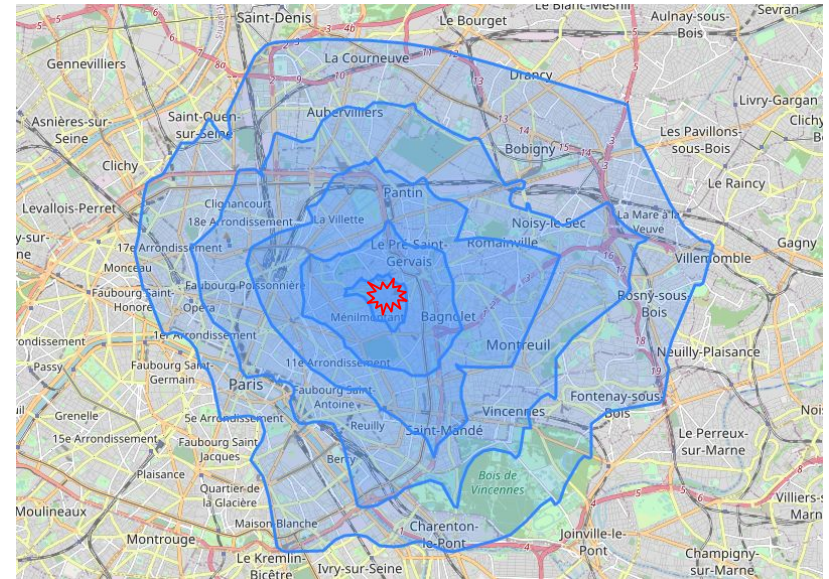 Saint-Denis
Le Bourget
Le Blanc-Mesnil
Aulnay-sous-
Bois
Sevran
Gennevilliers
La Courneuve
Drancy
Livry-Gargan
Asnières-sur-
Seine
Saint-Ouen-
sur-Seine
Aubervilliers
Bobigny
Les Pavillons-
sous-Bois
Clichy
Pantin
Le Raincy
Levallois-Perret
Clignancourt
18e Arrondissement
La Villette
Noisy-le-Sec
La Mare à la
Veuve
17e Arrondissement
Monceau
Le Pré-Saint-
Gervais
Romainville
Gagny
Villemomble
Faubourg Saint-
Honoré
Faubourg Poissonnière
Opéra
Ménilmontant
Bagnolet
Rosny-sous-
Bois
1er Arrondissement
Montreuil
Neuilly-Plaisance
Passy
Faubourg Saint-
Germain
11e Arrondissement
Paris
Faubourg Saint-
Antoine
Fontenay-sous-
Bois
Grenelle
5e Arrondissement
Reuilly
Saint-Mandé
Vincennes
15e Arrondissement
Faubourg Saint-
Jacques
Bercy
Le Perreux-
sur-Marne
Plaisance
Bois de
Vincennes
Quartier de
la Glacière
Moulineaux
Maison Blanche
Charenton-
le-Pont
Joinville-le-
Pont
Montrouge
Le Kremlin-
Bicêtre
Ivry-sur-Seine
Champigny-
sur-Marne